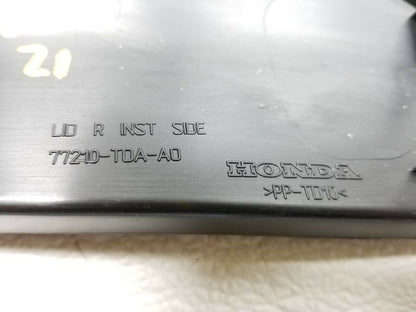 21
LID R INST SIDE
77210-T0A-A0
HONDA
>PP-TD10<